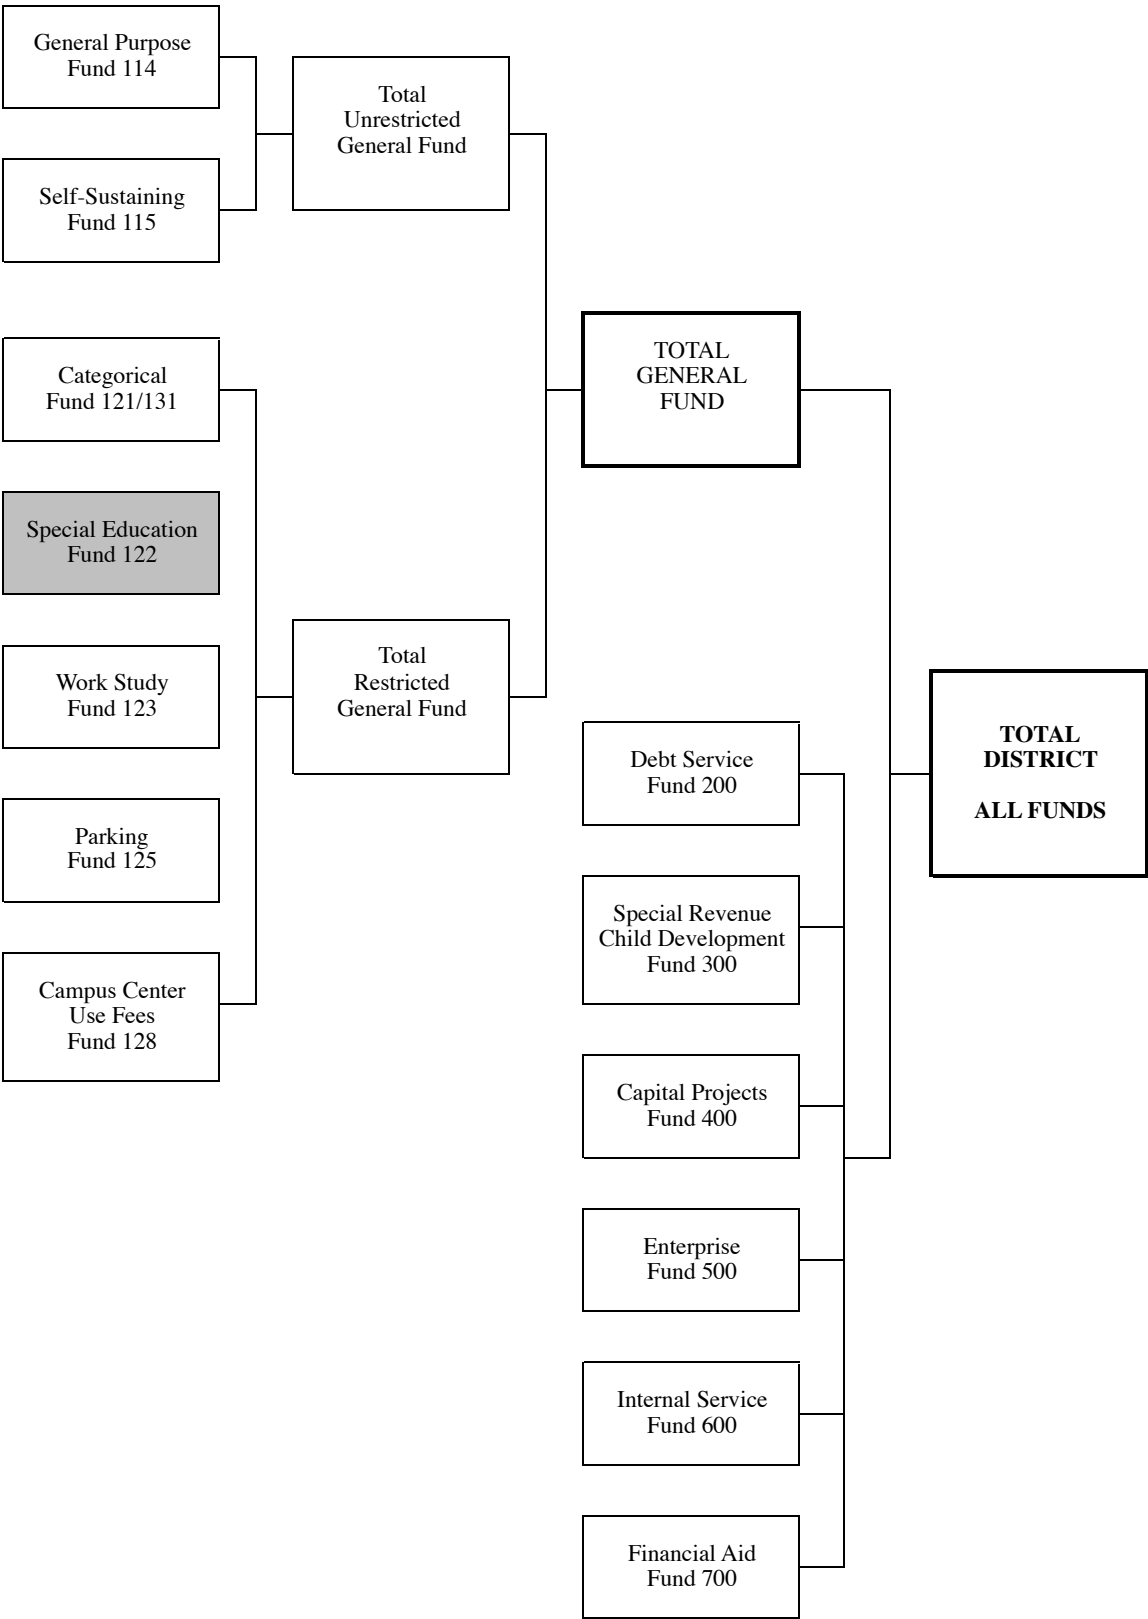 General Purpose
Fund 114
Self-Sustaining
Fund 115
Categorical
Fund 121/131
Special Education
Fund 122
Work Study
Fund 123
Parking
Fund 125
Campus Center
Use Fees
Fund 128
Total
Unrestricted
General Fund
Total
Restricted
General Fund
TOTAL
GENERAL
FUND
Debt Service
Fund 200
Special Revenue
Child Development
Fund 300
Capital Projects
Fund 400
Enterprise
Fund 500
Internal Service
Fund 600
Financial Aid
Fund 700
TOTAL
DISTRICT
ALL FUNDS